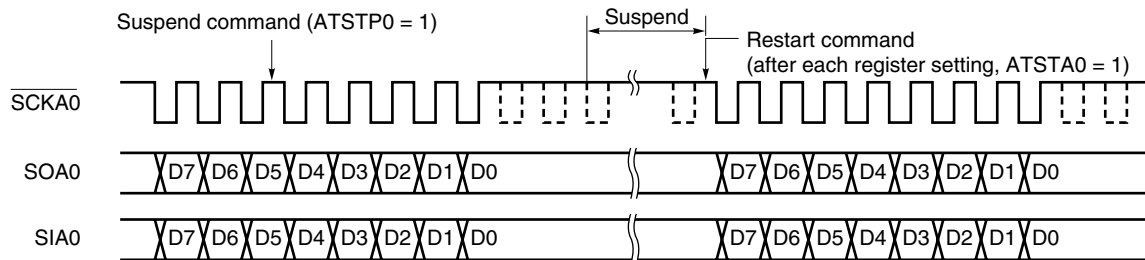 Suspend command (ATSTP0 = 1)
Suspend
Restart command
(after each register setting, ATSTA0 = 1)
SCKA0
SOA0 D7 D6 D5 D4 D3 D2 D1 D0 D7 D6 D5 D4 D3 D2 D1 D0
SIA0 D7 D6 D5 D4 D3 D2 D1 D0 D7 D6 D5 D4 D3 D2 D1 D0